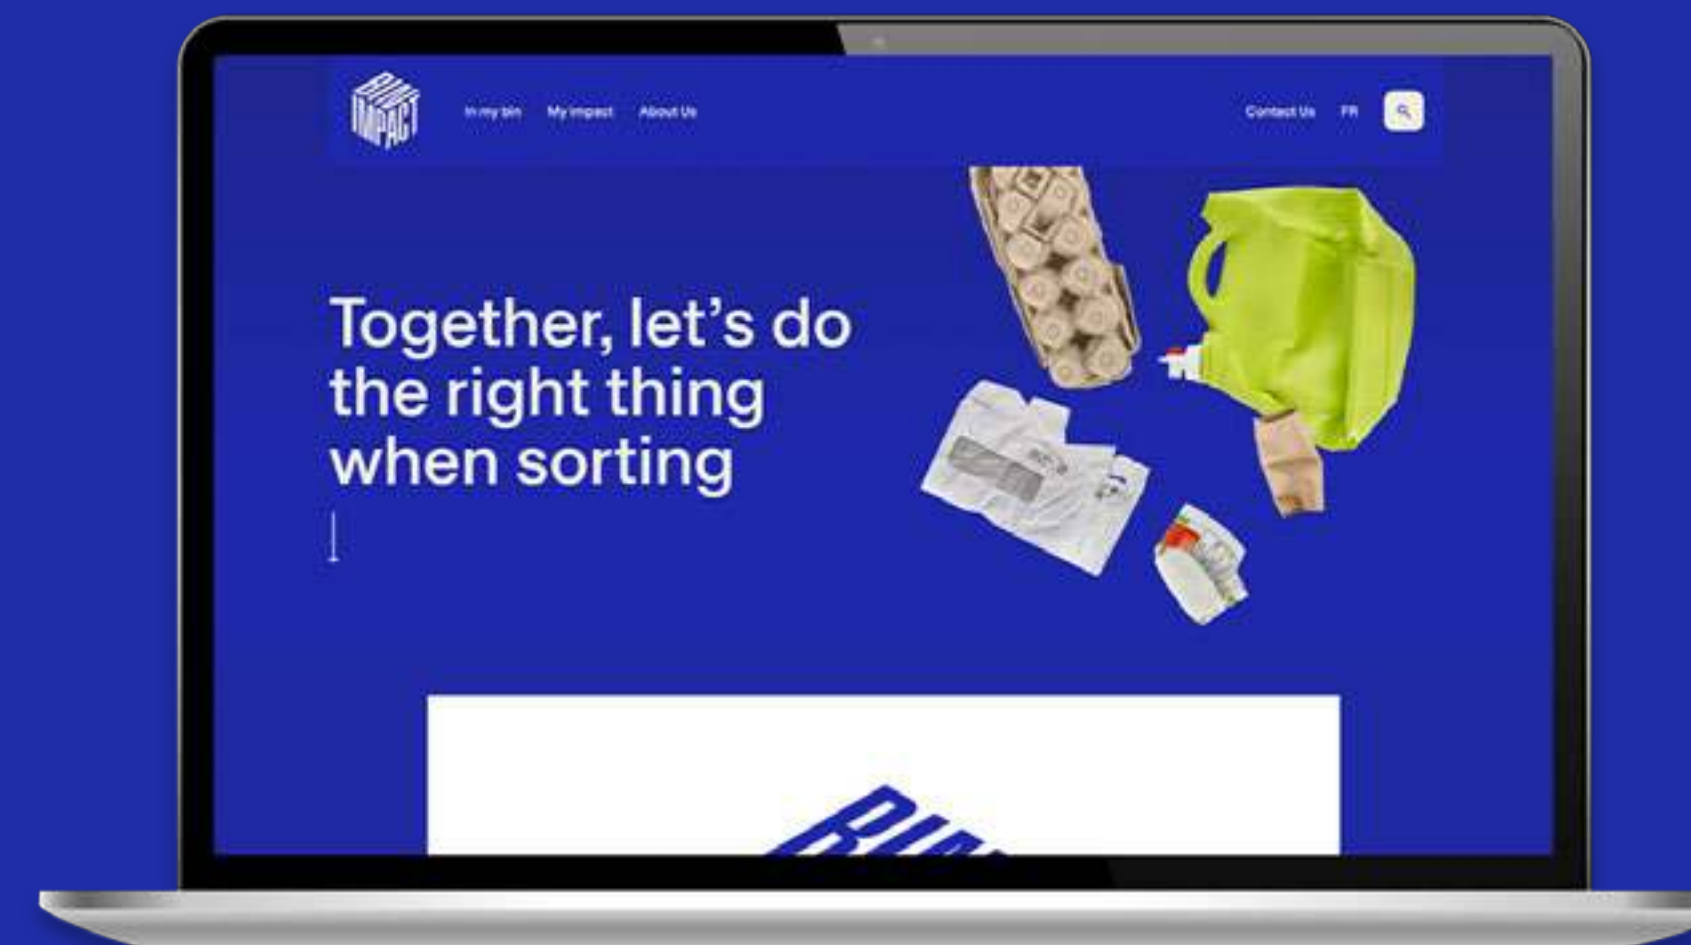 BIN
IMPACT
In my bin My impact About Us
Contact Us FR
Together, let’s do
the right thing
when sorting
BIN